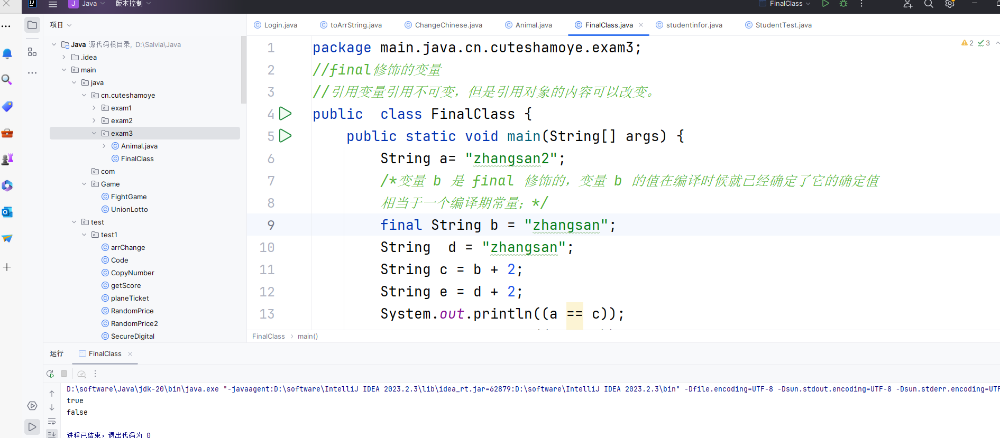 IJ
J Java
版本控制
FinalClass
项目
Login.java
toArrString.java
ChangeChinese.java
Animal.java
FinalClass.java
studentinfor.java
StudentTest.java
Java 源代码根目录, D:\Salvia\Java
.idea
main
java
cn.cuteshamoye
exam1
exam2
exam3
Animal.java
FinalClass
com
Game
FightGame
UnionLotto
test
test1
arrChange
Code
CopyNumber
getScore
planeTicket
RandomPrice
RandomPrice2
SecureDigital
2 3
1 package main.java.cn.cuteshamoye.exam3;
2 //final修饰的变量
3 //引用变量引用不可变，但是引用对象的内容可以改变。
4 public  class FinalClass {
5 public static void main(String[] args) {
6 String a= "zhangsan2";
7 /*变量 b 是 final 修饰的，变量 b 的值在编译时候就已经确定了它的确定值
8 相当于一个编译期常量；*/
9 final String b = "zhangsan";
10 String  d = "zhangsan";
11 String c = b + 2;
12 String e = d + 2;
13 System.out.println((a == c));
FinalClass › main()
运行
FinalClass
D:\software\Java\jdk-20\bin\java.exe "-javaagent:D:\software\IntelliJ IDEA 2023.2.3\lib\idea_rt.jar=62879:D:\software\IntelliJ IDEA 2023.2.3\bin" -Dfile.encoding=UTF-8 -Dsun.stdout.encoding=UTF-8 -Dsun.stderr.encoding=UTF
true
false
进程已结束，退出代码为 0